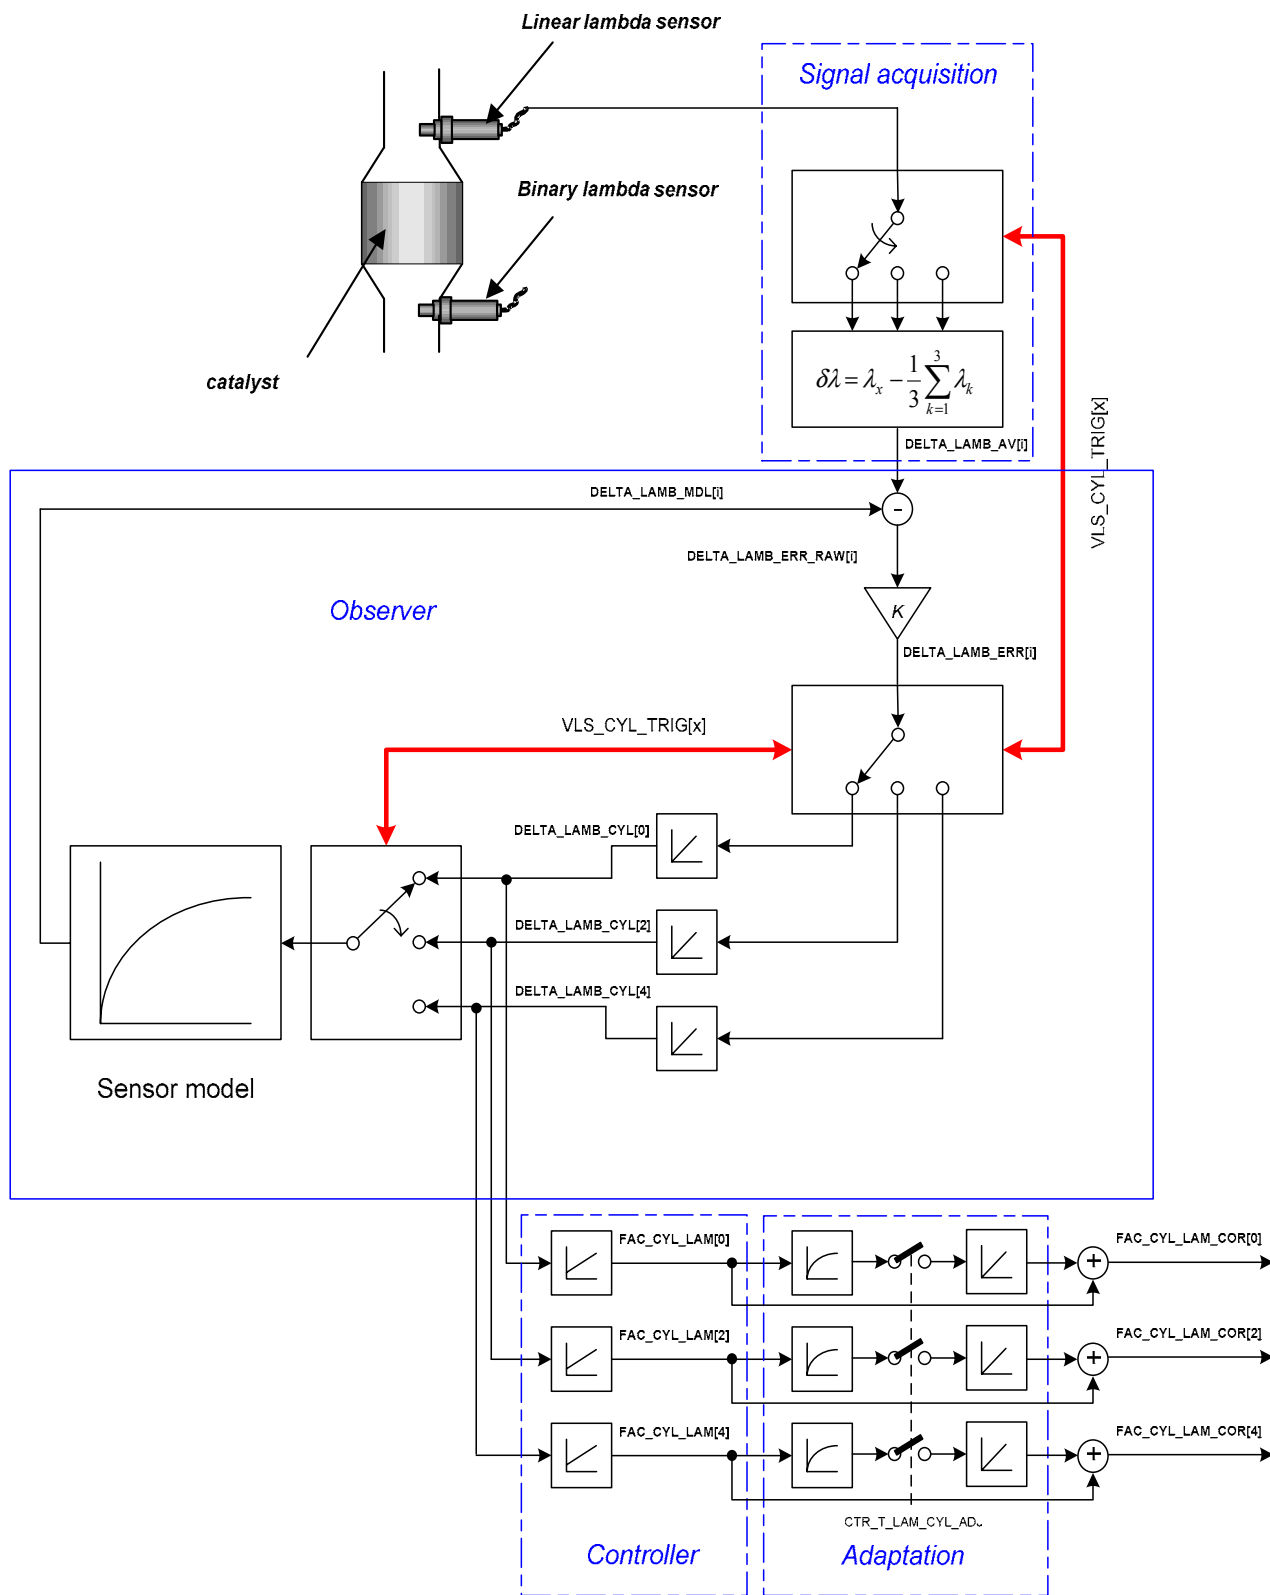 Linear lambda sensor
Signal acquisition
Binary lambda sensor
catalyst
δλ = λx − 1/3 ∑ k=1 3 λk
DELTA_LAMB_AV[i]
VLS_CYL_TRIG[x]
DELTA_LAMB_MDL[i]
-
DELTA_LAMB_ERR_RAW[i]
Observer
K
DELTA_LAMB_ERR[i]
VLS_CYL_TRIG[x]
DELTA_LAMB_CYL[0]
DELTA_LAMB_CYL[2]
DELTA_LAMB_CYL[4]
Sensor model
FAC_CYL_LAM[0]
FAC_CYL_LAM_COR[0]
+
FAC_CYL_LAM[2]
FAC_CYL_LAM_COR[2]
+
FAC_CYL_LAM[4]
FAC_CYL_LAM_COR[4]
+
Controller
Adaptation